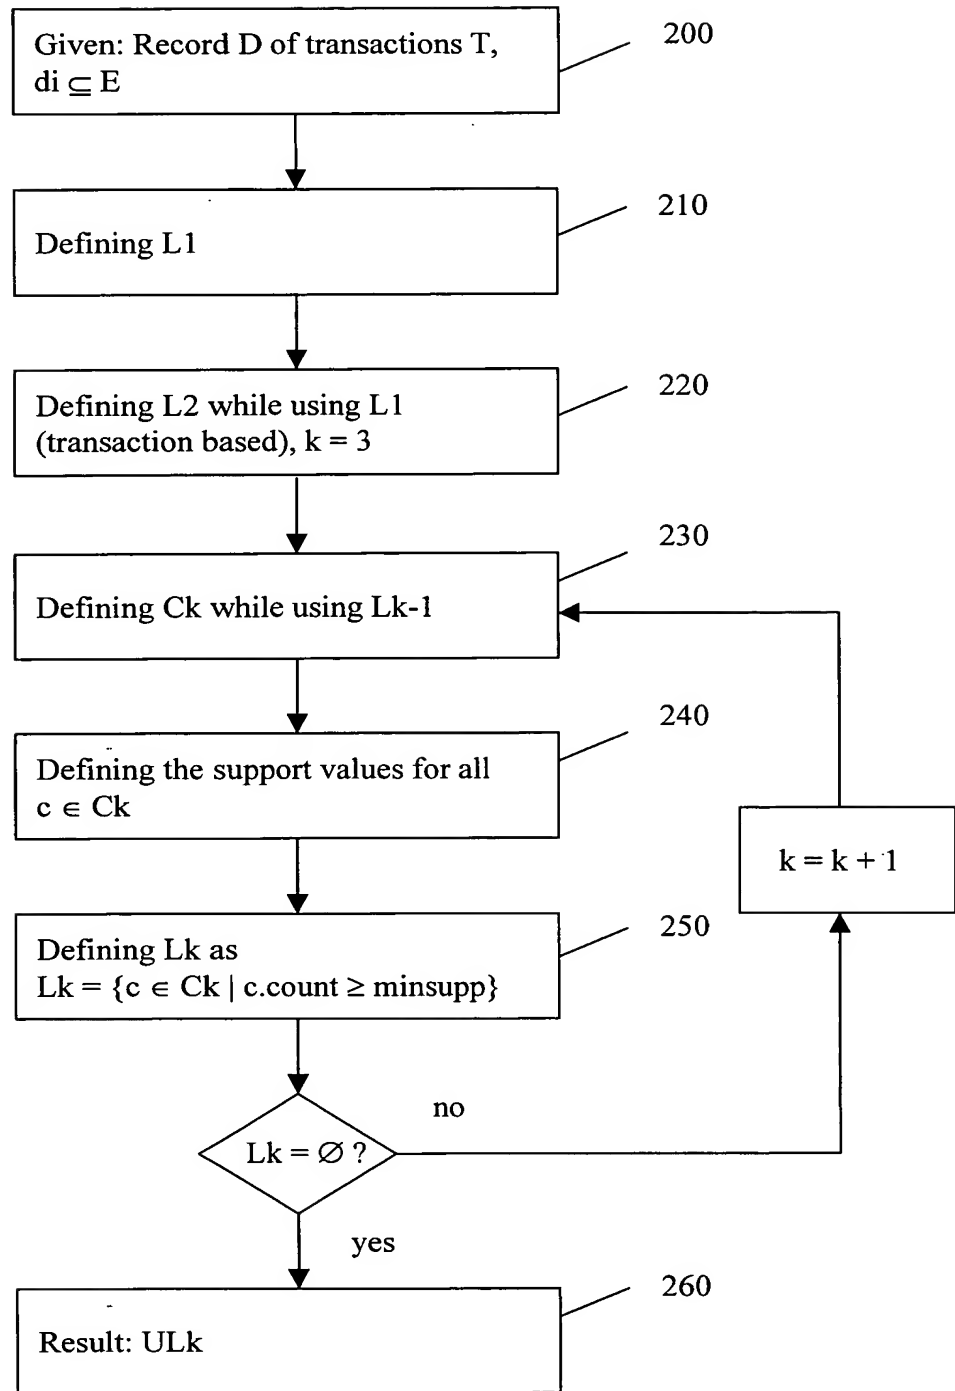 Given: Record D of transactions T,
di ⊆ E
200
Defining L1
210
Defining L2 while using L1
(transaction based), k = 3
220
Defining Ck while using Lk-1
230
Defining the support values for all
c ∈ Ck
240
k = k + 1
Defining Lk as
Lk = {c ∈ Ck | c.count ≥ minsupp}
250
Lk = ∅ ?
no
yes
Result: ULk
260